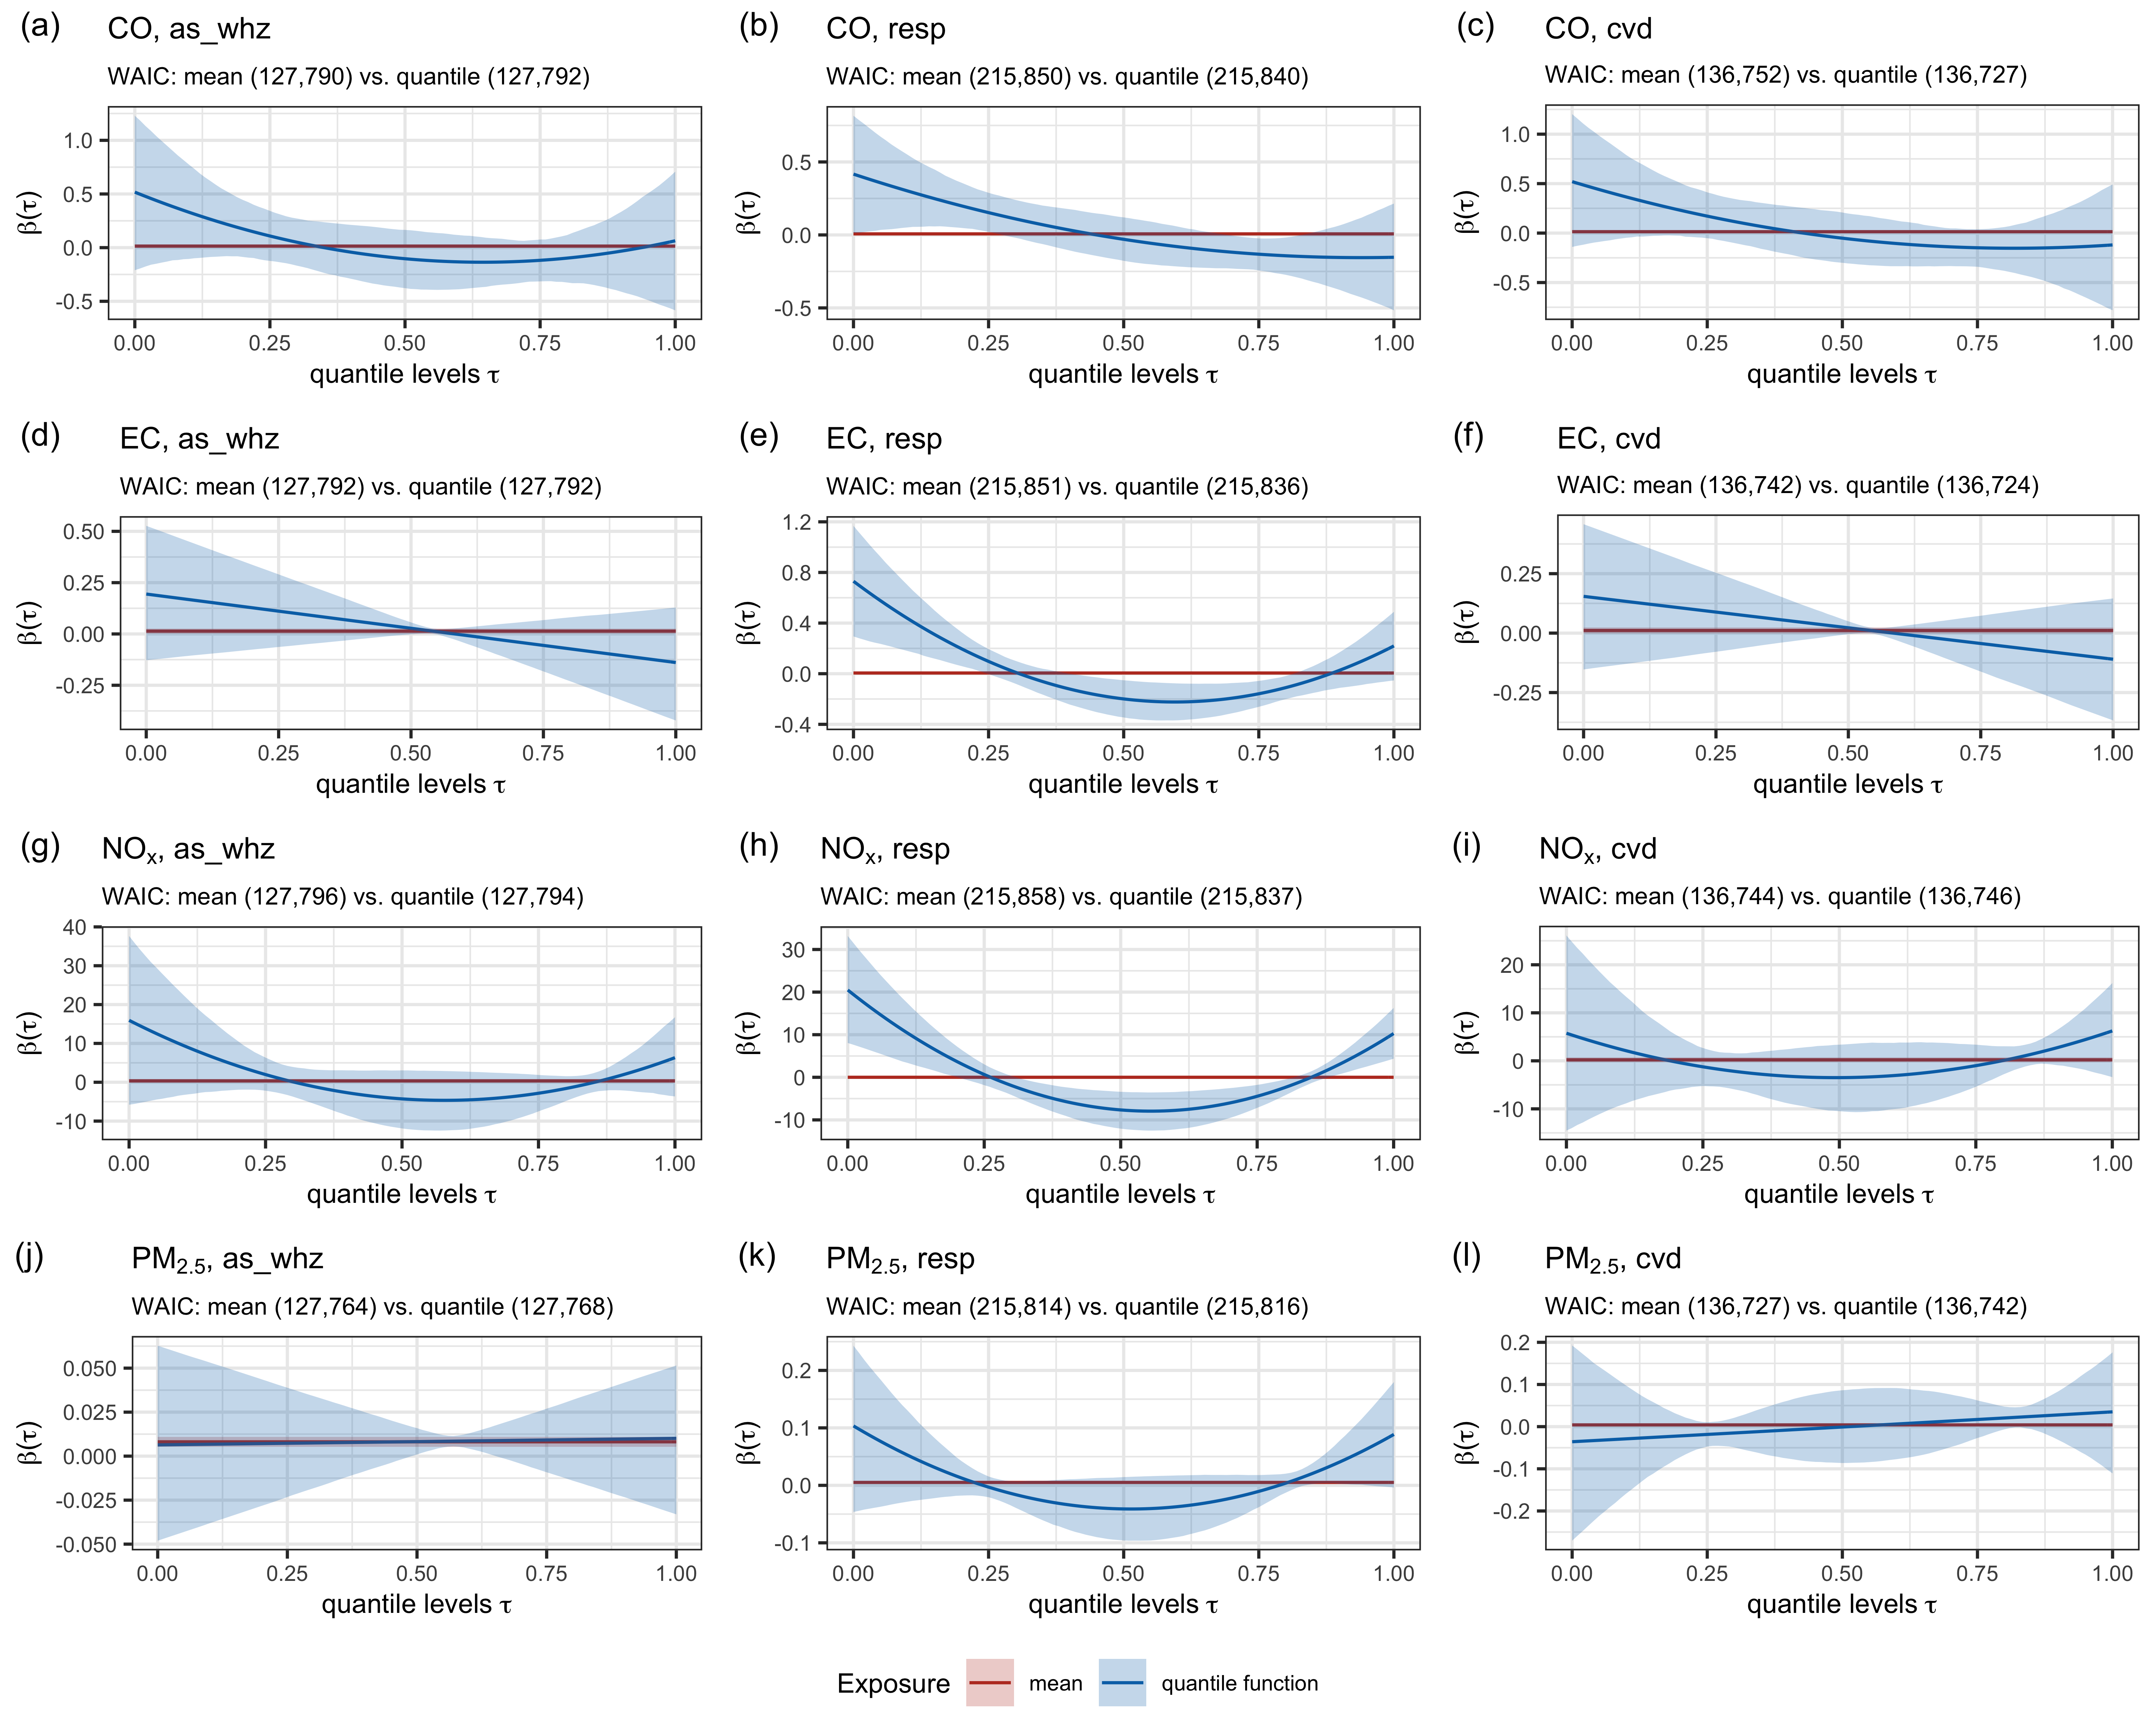 (a) CO, as_whz
WAIC: mean (127,790) vs. quantile (127,792)
β(τ)
1.0
0.5
0.0
-0.5
0.00 0.25 0.50 0.75 1.00
quantile levels τ
(b) CO, resp
WAIC: mean (215,850) vs. quantile (215,840)
β(τ)
0.5
0.0
-0.5
0.00 0.25 0.50 0.75 1.00
quantile levels τ
(c) CO, cvd
WAIC: mean (136,752) vs. quantile (136,727)
β(τ)
1.0
0.5
0.0
-0.5
0.00 0.25 0.50 0.75 1.00
quantile levels τ
(d) EC, as_whz
WAIC: mean (127,792) vs. quantile (127,792)
β(τ)
0.50
0.25
0.00
-0.25
0.00 0.25 0.50 0.75 1.00
quantile levels τ
(e) EC, resp
WAIC: mean (215,851) vs. quantile (215,836)
β(τ)
1.2
0.8
0.4
0.0
-0.4
0.00 0.25 0.50 0.75 1.00
quantile levels τ
(f) EC, cvd
WAIC: mean (136,742) vs. quantile (136,724)
β(τ)
0.25
0.00
-0.25
0.00 0.25 0.50 0.75 1.00
quantile levels τ
(g) NOₓ, as_whz
WAIC: mean (127,796) vs. quantile (127,794)
β(τ)
40
30
20
10
0
-10
0.00 0.25 0.50 0.75 1.00
quantile levels τ
(h) NOₓ, resp
WAIC: mean (215,858) vs. quantile (215,837)
β(τ)
30
20
10
0
-10
0.00 0.25 0.50 0.75 1.00
quantile levels τ
(i) NOₓ, cvd
WAIC: mean (136,744) vs. quantile (136,746)
β(τ)
20
10
0
-10
0.00 0.25 0.50 0.75 1.00
quantile levels τ
(j) PM₂.₅, as_whz
WAIC: mean (127,764) vs. quantile (127,768)
β(τ)
0.050
0.025
0.000
-0.025
-0.050
0.00 0.25 0.50 0.75 1.00
quantile levels τ
(k) PM₂.₅, resp
WAIC: mean (215,814) vs. quantile (215,816)
β(τ)
0.2
0.1
0.0
-0.1
0.00 0.25 0.50 0.75 1.00
quantile levels τ
(l) PM₂.₅, cvd
WAIC: mean (136,727) vs. quantile (136,742)
β(τ)
0.2
0.1
0.0
-0.1
-0.2
0.00 0.25 0.50 0.75 1.00
quantile levels τ
Exposure mean quantile function